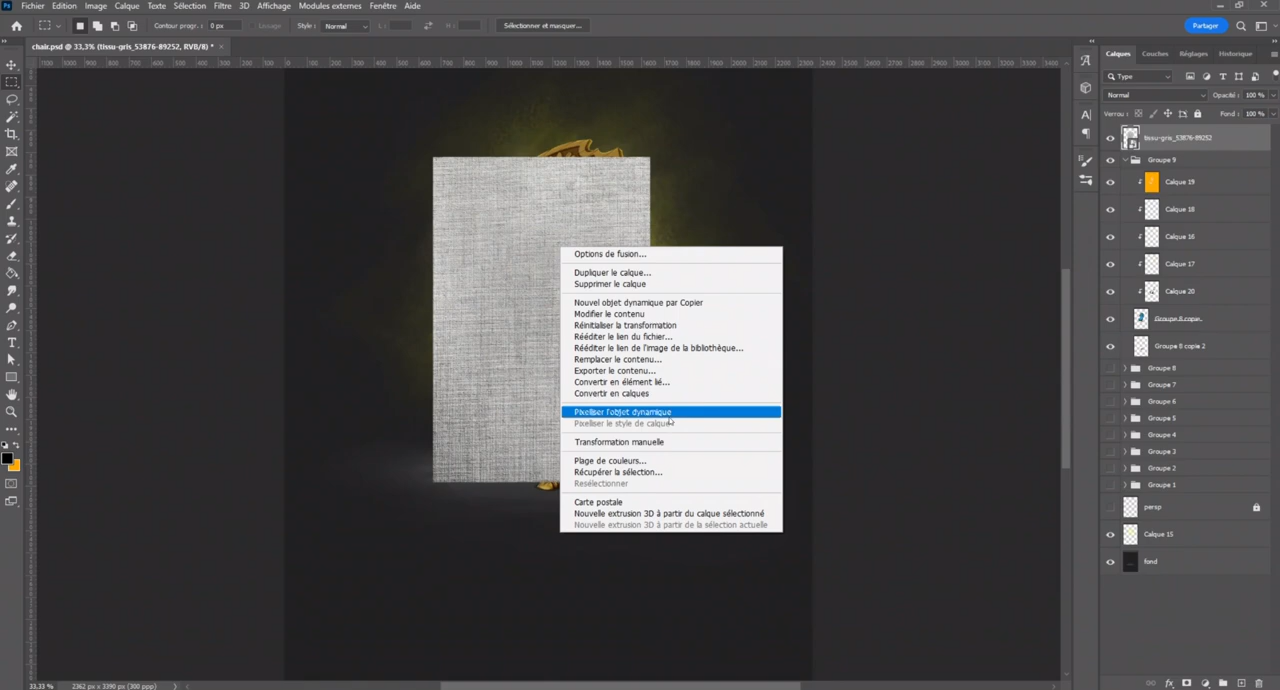 Ps Fichier Edition Image Calque Texte Sélection Filtre 3D Affichage Modules externes Fenêtre Aide
Contour progr. : 0 px Lissage Style : Normal L : H : Sélectionner et masquer... Partager
chair.psd @ 33,3% (tissu-gris_53876-89252, RVB/8) * ×
Calques Couches Réglages Historique
Type
Normal Opacité : 100 %
Verrou : Fond : 100 %
tissu-gris_53876-89252
Groupe 9
Calque 19
Calque 18
Calque 16
Calque 17
Calque 20
Groupe 8 copie
Groupe 8 copie 2
Groupe 8
Groupe 7
Groupe 6
Groupe 5
Groupe 4
Groupe 3
Groupe 2
Groupe 1
persp
Calque 15
fond
Options de fusion...
Dupliquer le calque...
Supprimer le calque
Nouvel objet dynamique par Copier
Modifier le contenu
Réinitialiser la transformation
Rééditer le lien du fichier...
Rééditer le lien de l'image de la bibliothèque...
Remplacer le contenu...
Exporter le contenu...
Convertir en élément lié...
Convertir en calques
Pixeliser l'objet dynamique
Pixeliser le style de calque
Transformation manuelle
Plage de couleurs...
Récupérer la sélection...
Resélectionner
Carte postale
Nouvelle extrusion 3D à partir du calque sélectionné
Nouvelle extrusion 3D à partir de la sélection actuelle
33,33 % 2362 px x 3390 px (300 ppp)